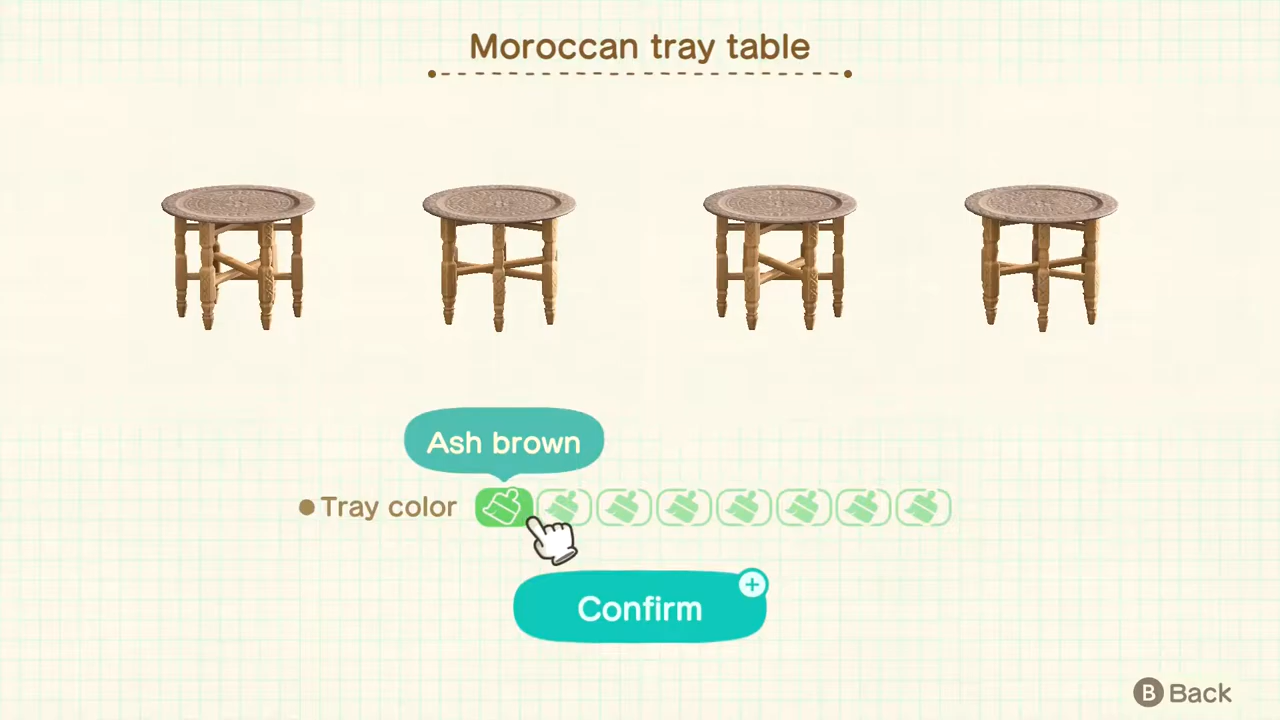 Moroccan tray table
Ash brown
Tray color
Confirm
B Back